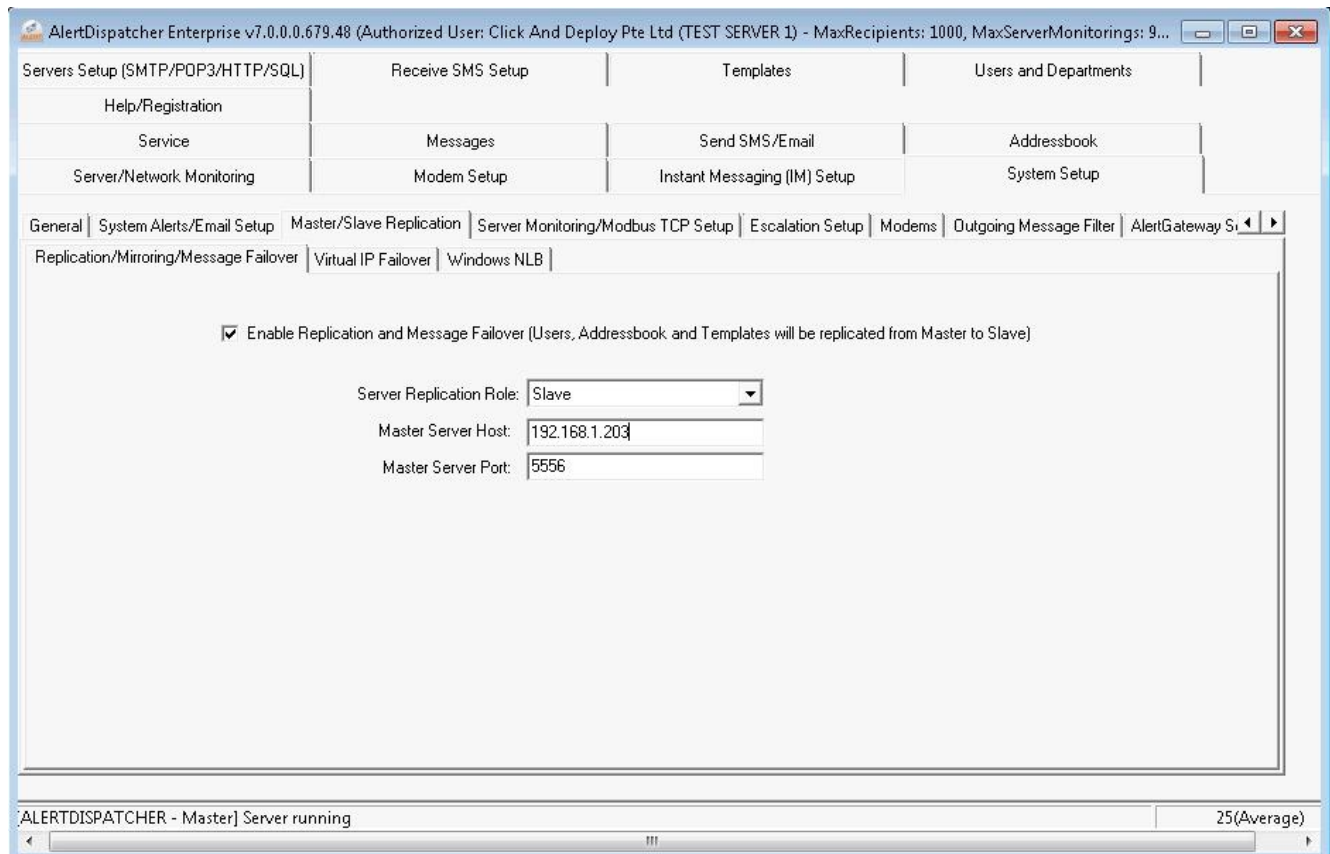 AlertDispatcher Enterprise v7.0.0.0.679.48 (Authorized User: Click And Deploy Pte Ltd (TEST SERVER 1) - MaxRecipients: 1000, MaxServerMonitorings: 9...
Servers Setup (SMTP/POP3/HTTP/SQL) Receive SMS Setup Templates Users and Departments
Help/Registration
Service Messages Send SMS/Email Addressbook
Server/Network Monitoring Modem Setup Instant Messaging (IM) Setup System Setup
General System Alerts/Email Setup Master/Slave Replication Server Monitoring/Modbus TCP Setup Escalation Setup Modems Outgoing Message Filter AlertGateway
Replication/Mirroring/Message Failover Virtual IP Failover Windows NLB
Enable Replication and Message Failover (Users, Addressbook and Templates will be replicated from Master to Slave)
Server Replication Role: Slave
Master Server Host: 192.168.1.203
Master Server Port: 5556
[ALERTDISPATCHER - Master] Server running 25(Average)